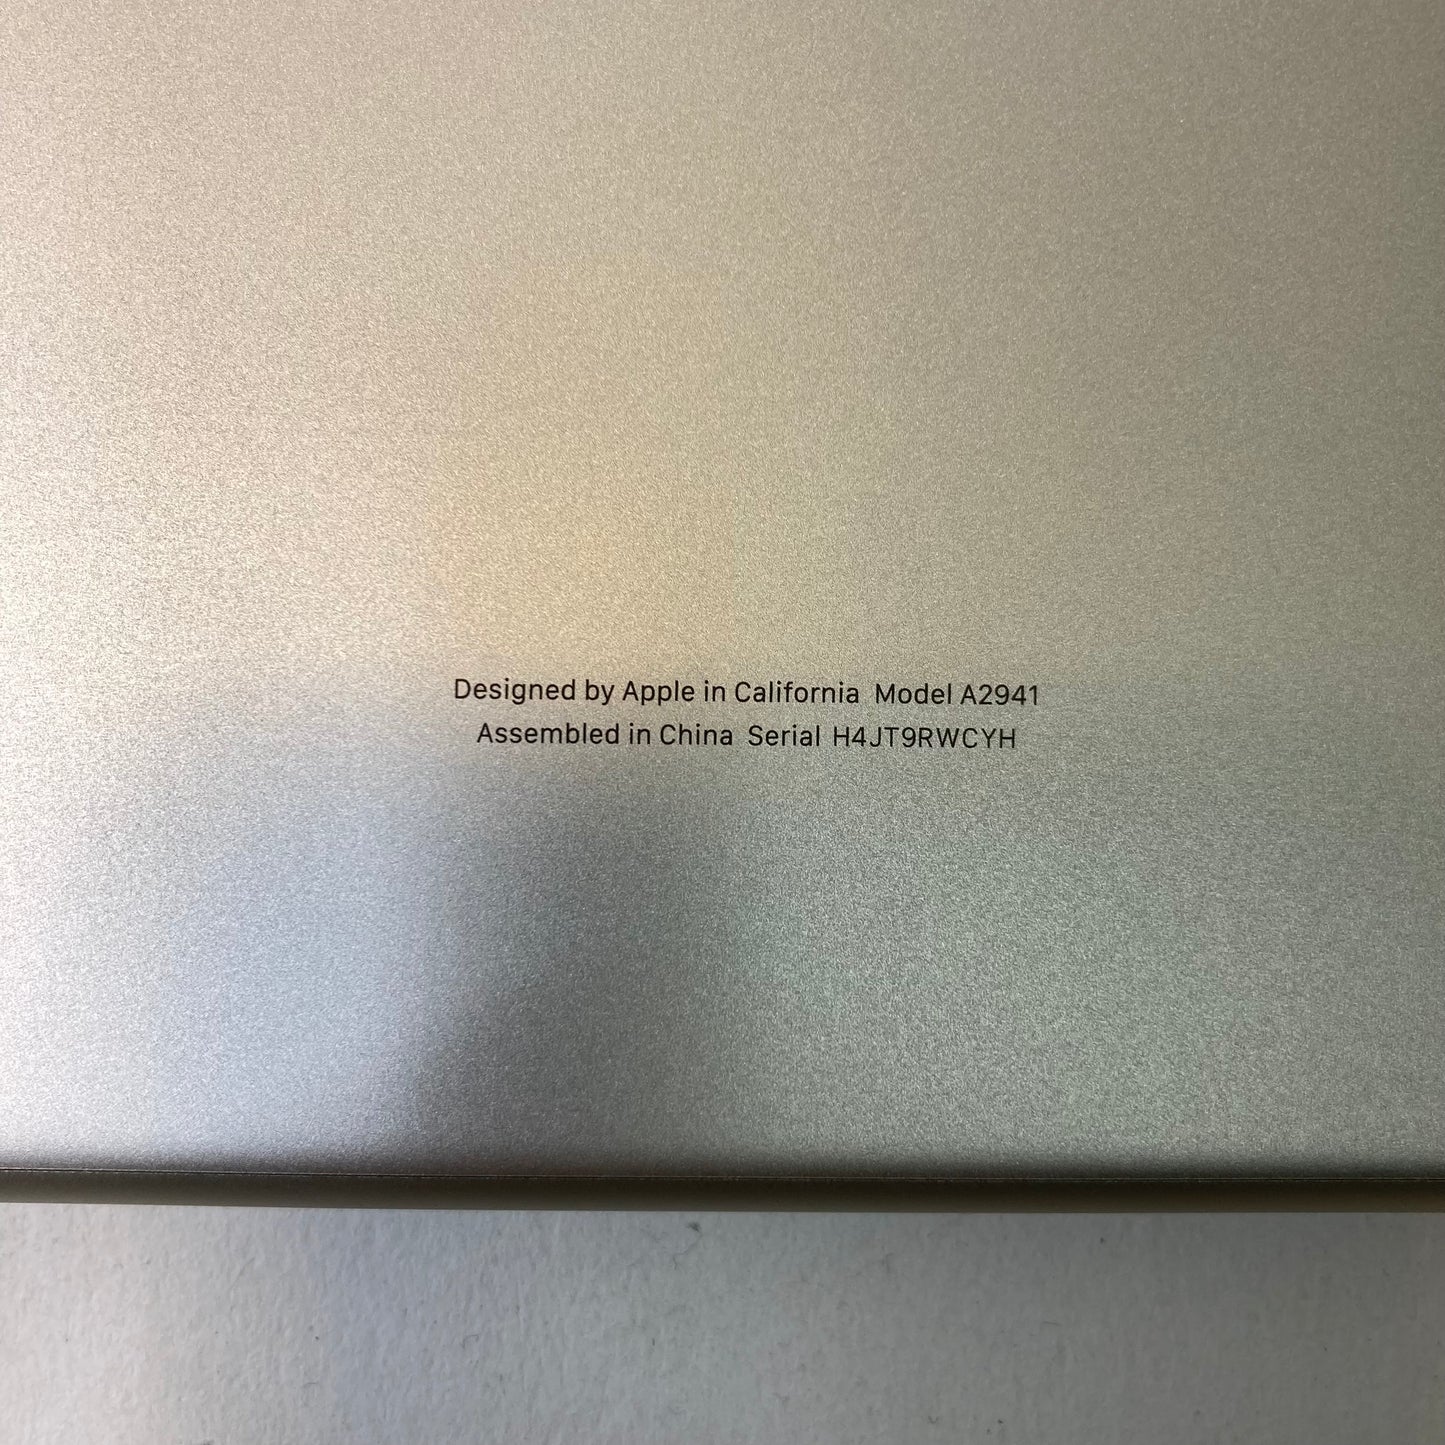 Designed by Apple in California Model A2941
Assembled in China Serial H4JT9RWCYH